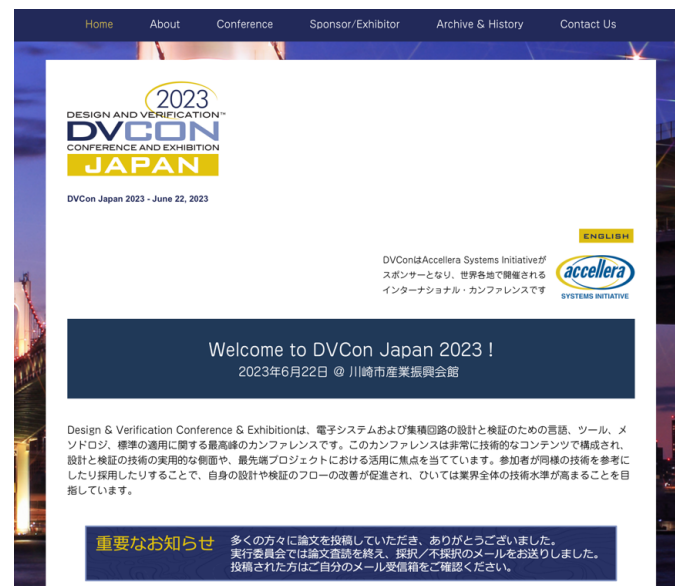 Home About Conference Sponsor/Exhibitor Archive & History Contact Us
2023
DESIGN AND VERIFICATION™
DVCON
CONFERENCE AND EXHIBITION
JAPAN
DVCon Japan 2023 - June 22, 2023
ENGLISH
DVConはAccellera Systems Initiativeが
スポンサーとなり、世界各地で開催される
インターナショナル・カンファレンスです
accellera
SYSTEMS INITIATIVE
Welcome to DVCon Japan 2023！
2023年6月22日 @ 川崎市産業振興会館
Design & Verification Conference & Exhibitionは、電子システムおよび集積回路の設計と検証のための言語、ツール、メ
ソドロジ、標準の適用に関する最高峰のカンファレンスです。このカンファレンスは非常に技術的なコンテンツで構成され、
設計と検証の技術の実用的な側面や、最先端プロジェクトにおける活用に焦点を当てています。参加者が同様の技術を参考に
したり採用したりすることで、自身の設計や検証のフローの改善が促進され、ひいては業界全体の技術水準が高まることを目
指しています。
重要なお知らせ
多くの方々に論文を投稿していただき、ありがとうございました。
実行委員会では論文査読を終え、採択／不採択のメールをお送りしました。
投稿された方はご自分のメール受信箱をご確認ください。